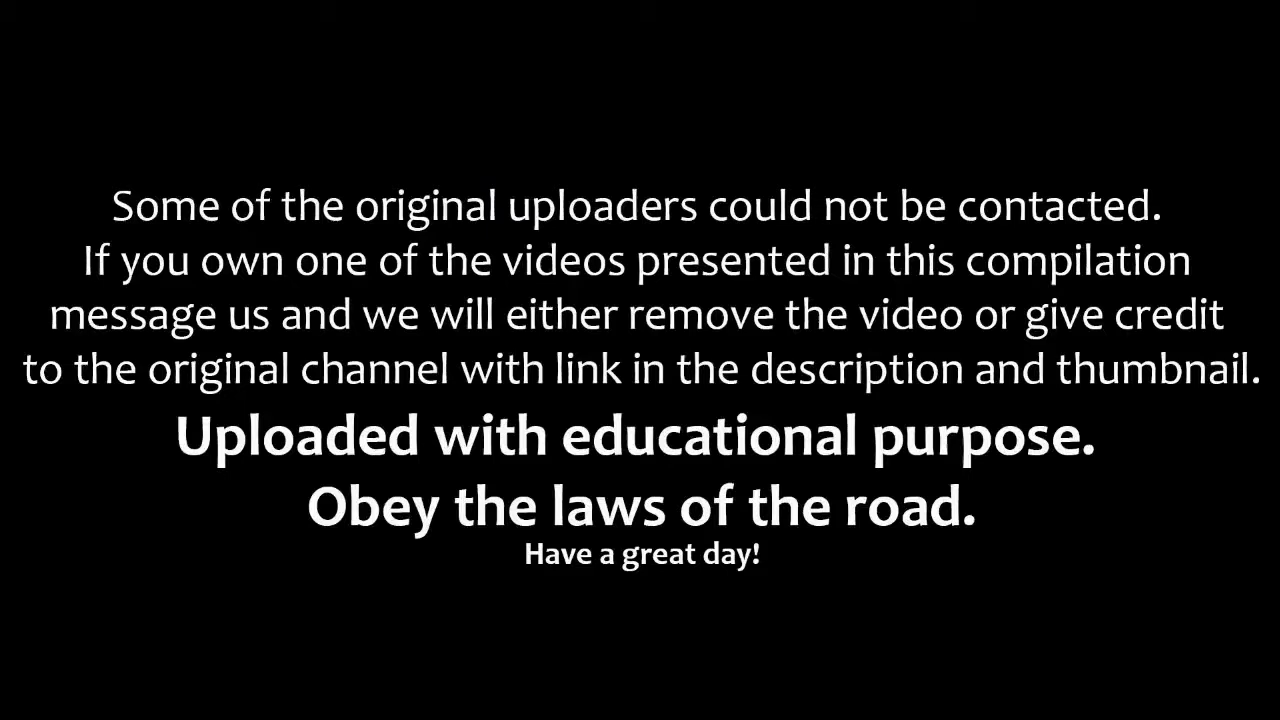 Some of the original uploaders could not be contacted.
If you own one of the videos presented in this compilation
message us and we will either remove the video or give credit
to the original channel with link in the description and thumbnail.
Uploaded with educational purpose.
Obey the laws of the road.
Have a great day!